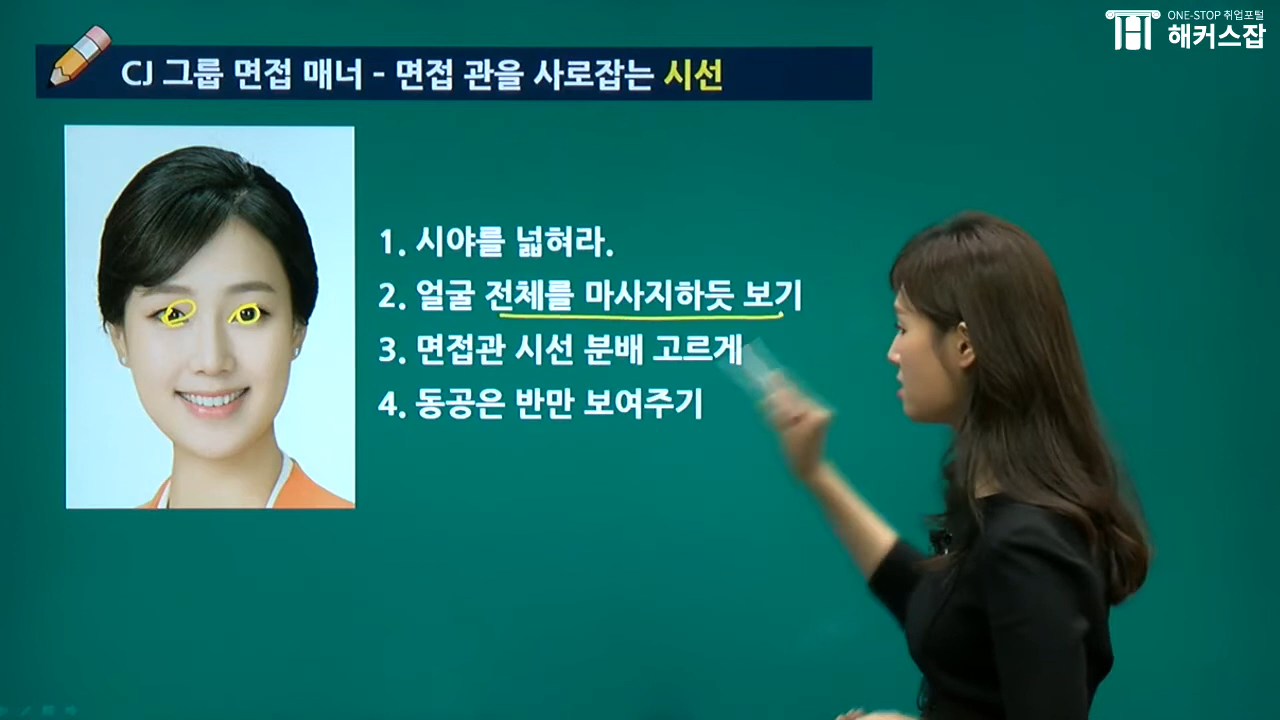 ONE-STOP 취업포털
해커스잡
CJ 그룹 면접 매너 - 면접 관을 사로잡는 시선
1. 시야를 넓혀라.
2. 얼굴 전체를 마사지하듯 보기
3. 면접관 시선 분배 고르게
4. 동공은 반만 보여주기